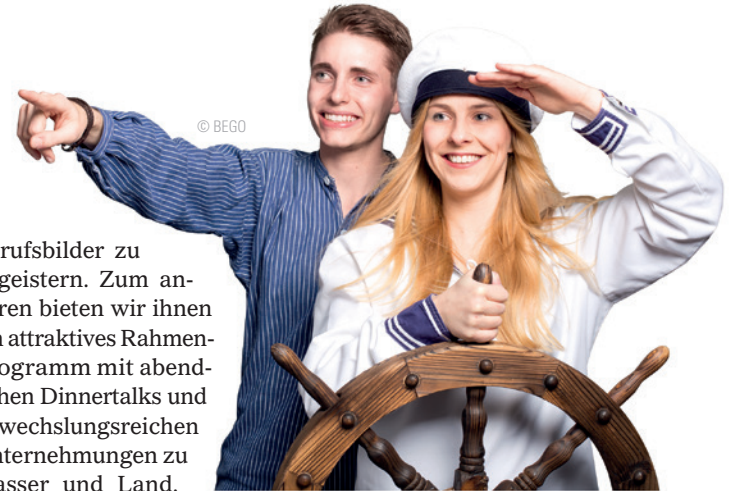 © BEGO
rufsbilder zu
geistern. Zum an-
ren bieten wir ihnen
n attraktives Rahmen-
ogramm mit abend-
chen Dinnertalks und
wechslungsreichen
nternehmungen zu
asser und Land.